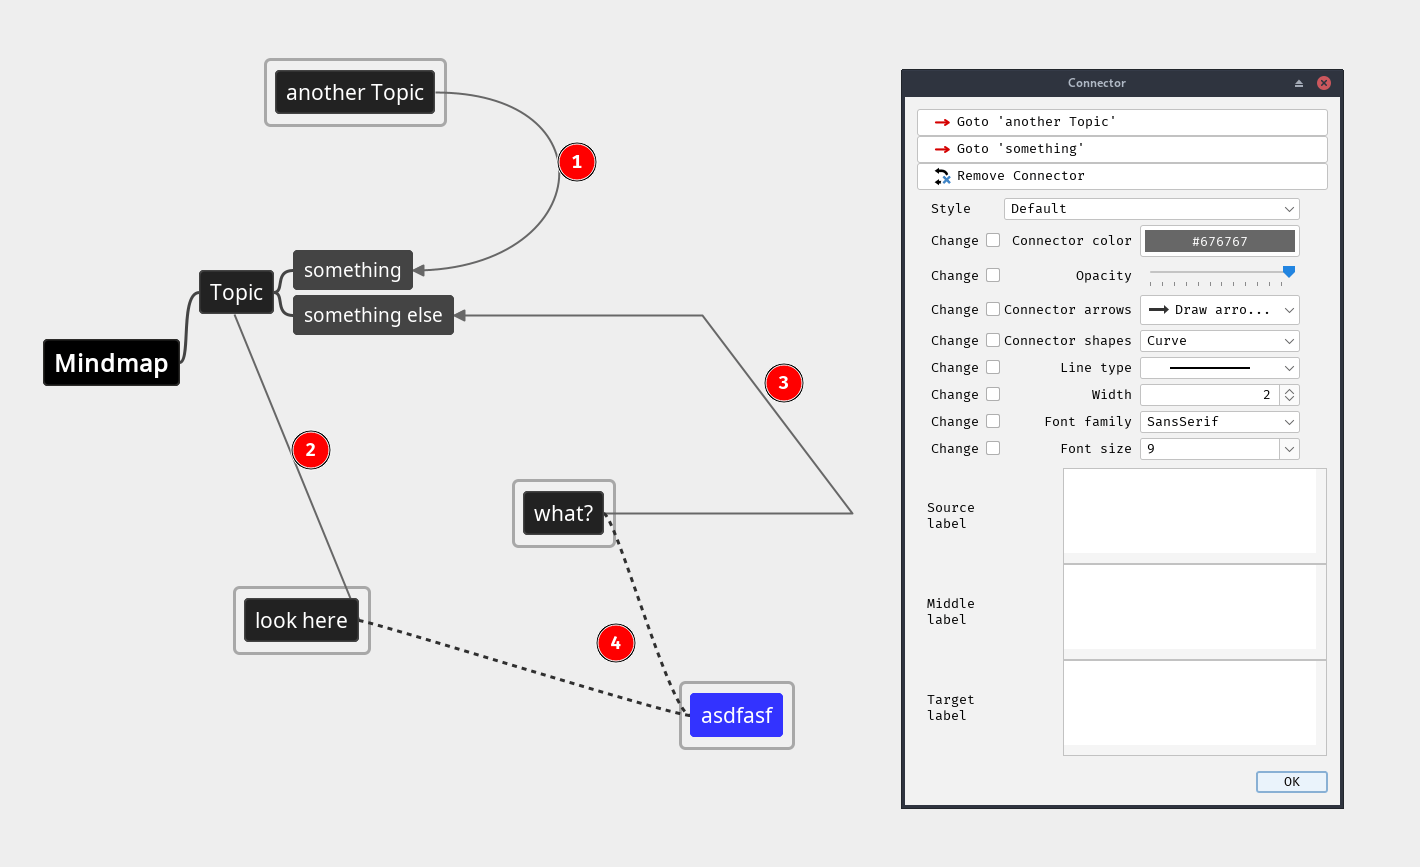 another Topic
1
something
Topic
something else
Mindmap
3
2
what?
look here
4
asdfasf
Connector
Goto 'another Topic'
Goto 'something'
Remove Connector
Style Default
Change Connector color #676767
Change Opacity
Change Connector arrows Draw arro...
Change Connector shapes Curve
Change Line type
Change Width 2
Change Font family SansSerif
Change Font size 9
Source
label
Middle
label
Target
label
OK